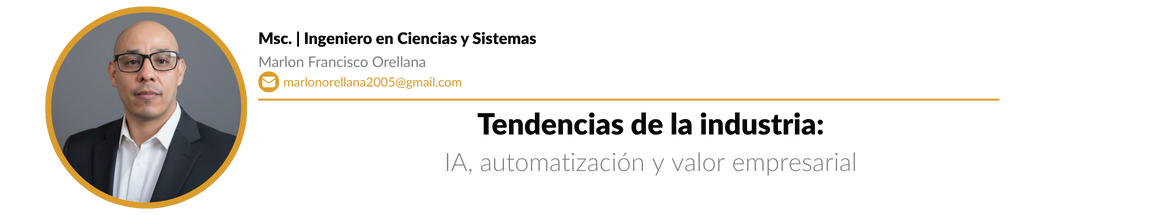 Msc. | Ingeniero en Ciencias y Sistemas
Marlon Francisco Orellana
marlonorellana2005@gmail.com
Tendencias de la industria:
IA, automatización y valor empresarial